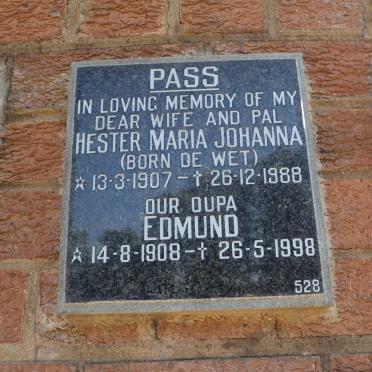 PASS
IN LOVING MEMORY OF MY
DEAR WIFE AND PAL
HESTER MARIA JOHANNA
(BORN DE WET)
☆ 13-3-1907 – † 26-12-1988
OUR OUPA
EDMUND
☆ 14-8-1908 – † 26-5-1998
528